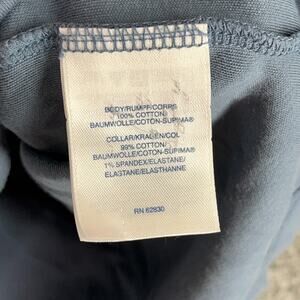 BODY/RUMPF/CORPS
100% COTTON/
BAUMWOLLE/COTON-SUPIMA®
COLLAR/KRAGEN/COL
99% COTTON/
BAUMWOLLE/COTON-SUPIMA®
1% SPANDEX/ELASTANE/
ELASTANE/ELASTHANNE
RN 62830